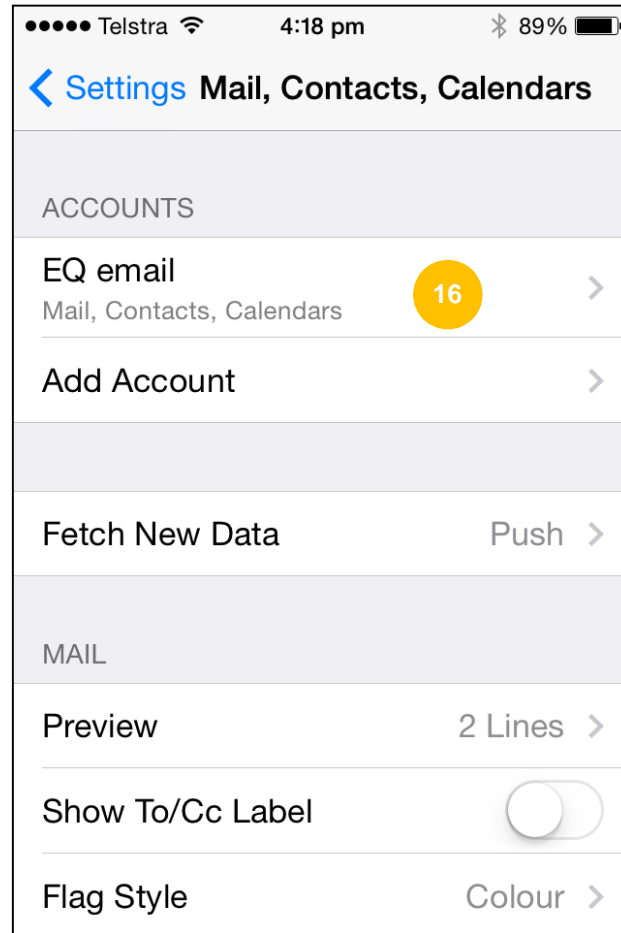 Telstra 4:18 pm 89%
Settings Mail, Contacts, Calendars
ACCOUNTS
EQ email
Mail, Contacts, Calendars
16
Add Account
Fetch New Data Push
MAIL
Preview 2 Lines
Show To/Cc Label
Flag Style Colour